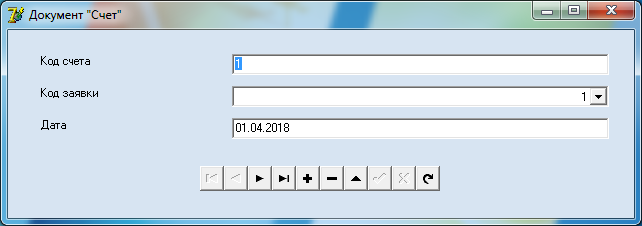 Документ "Счет"
Код счета
1
Код заявки
1
Дата
01.04.2018